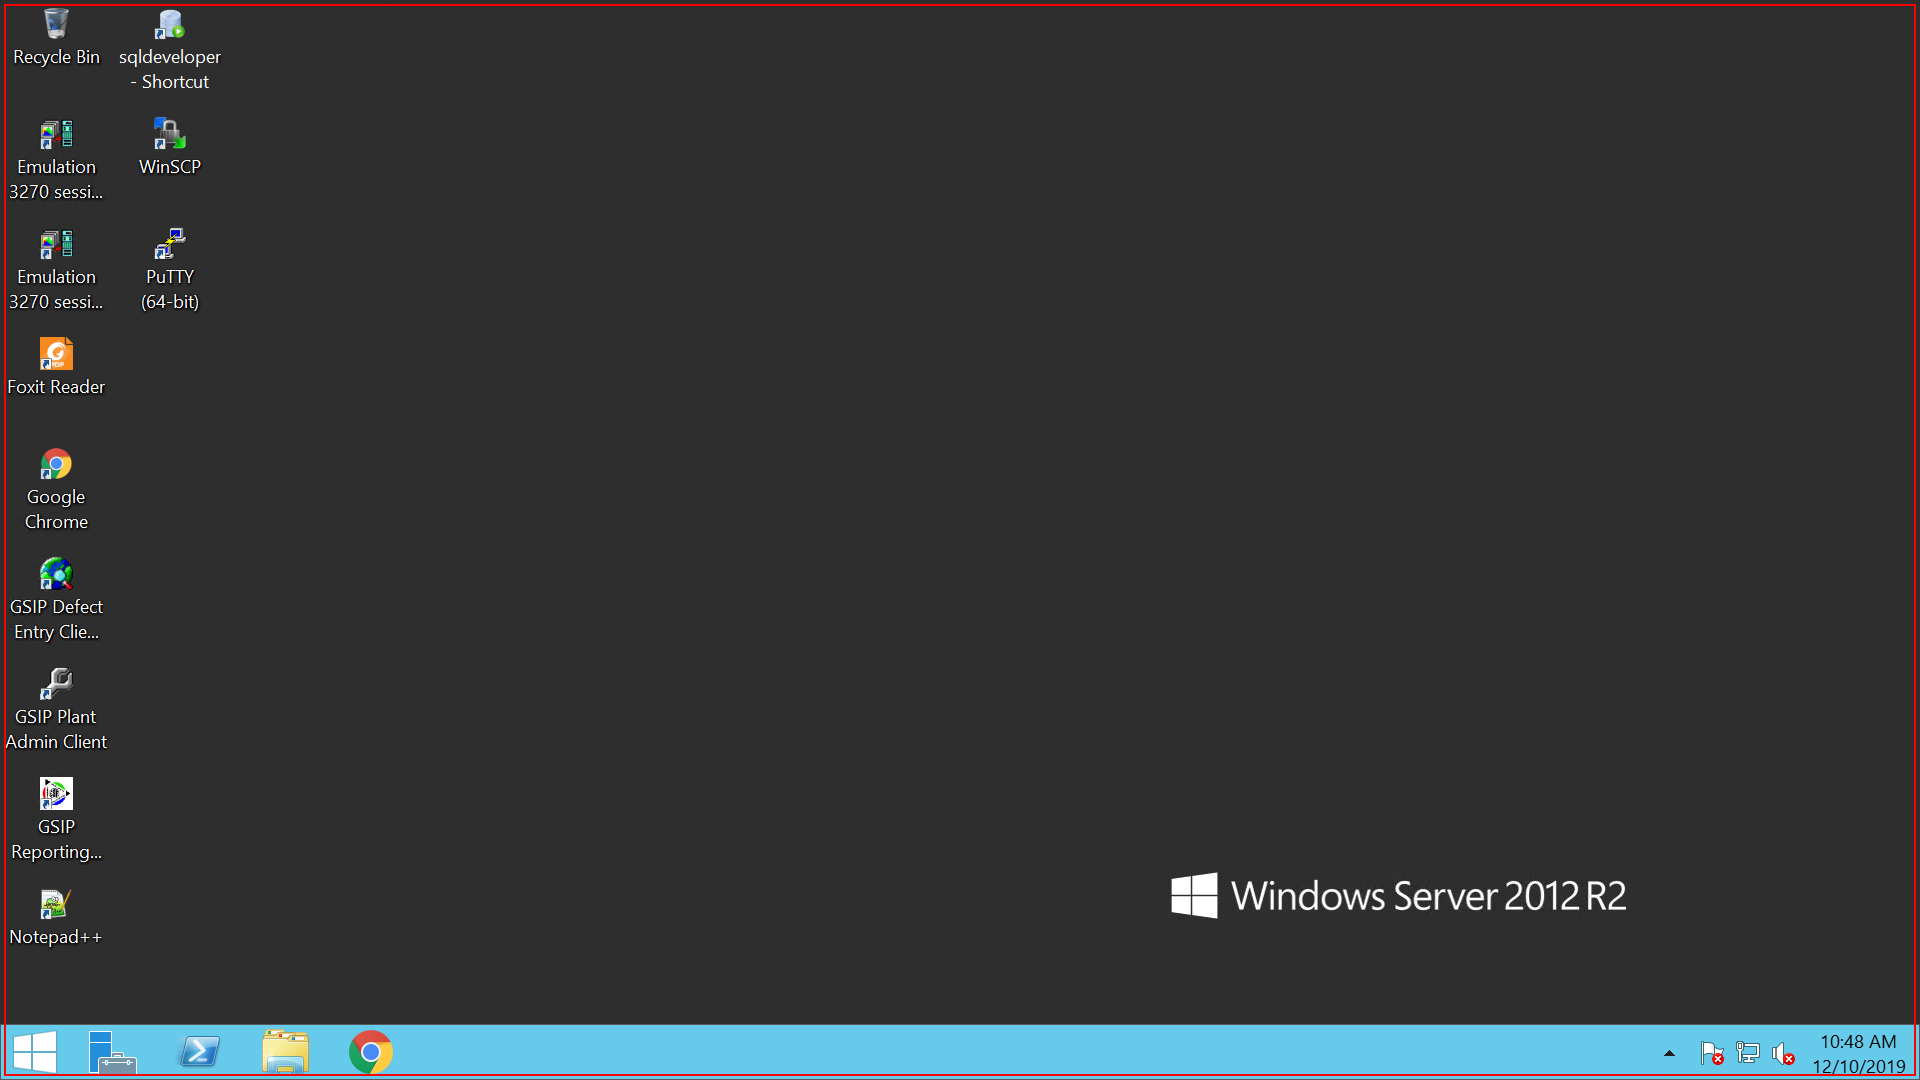 Recycle Bin
sqldeveloper
- Shortcut
Emulation
3270 sessi...
WinSCP
Emulation
3270 sessi...
PuTTY
(64-bit)
Foxit Reader
Google
Chrome
GSIP Defect
Entry Clie...
GSIP Plant
Admin Client
GSIP
Reporting...
Notepad++
Windows Server 2012 R2
10:48 AM
12/10/2019